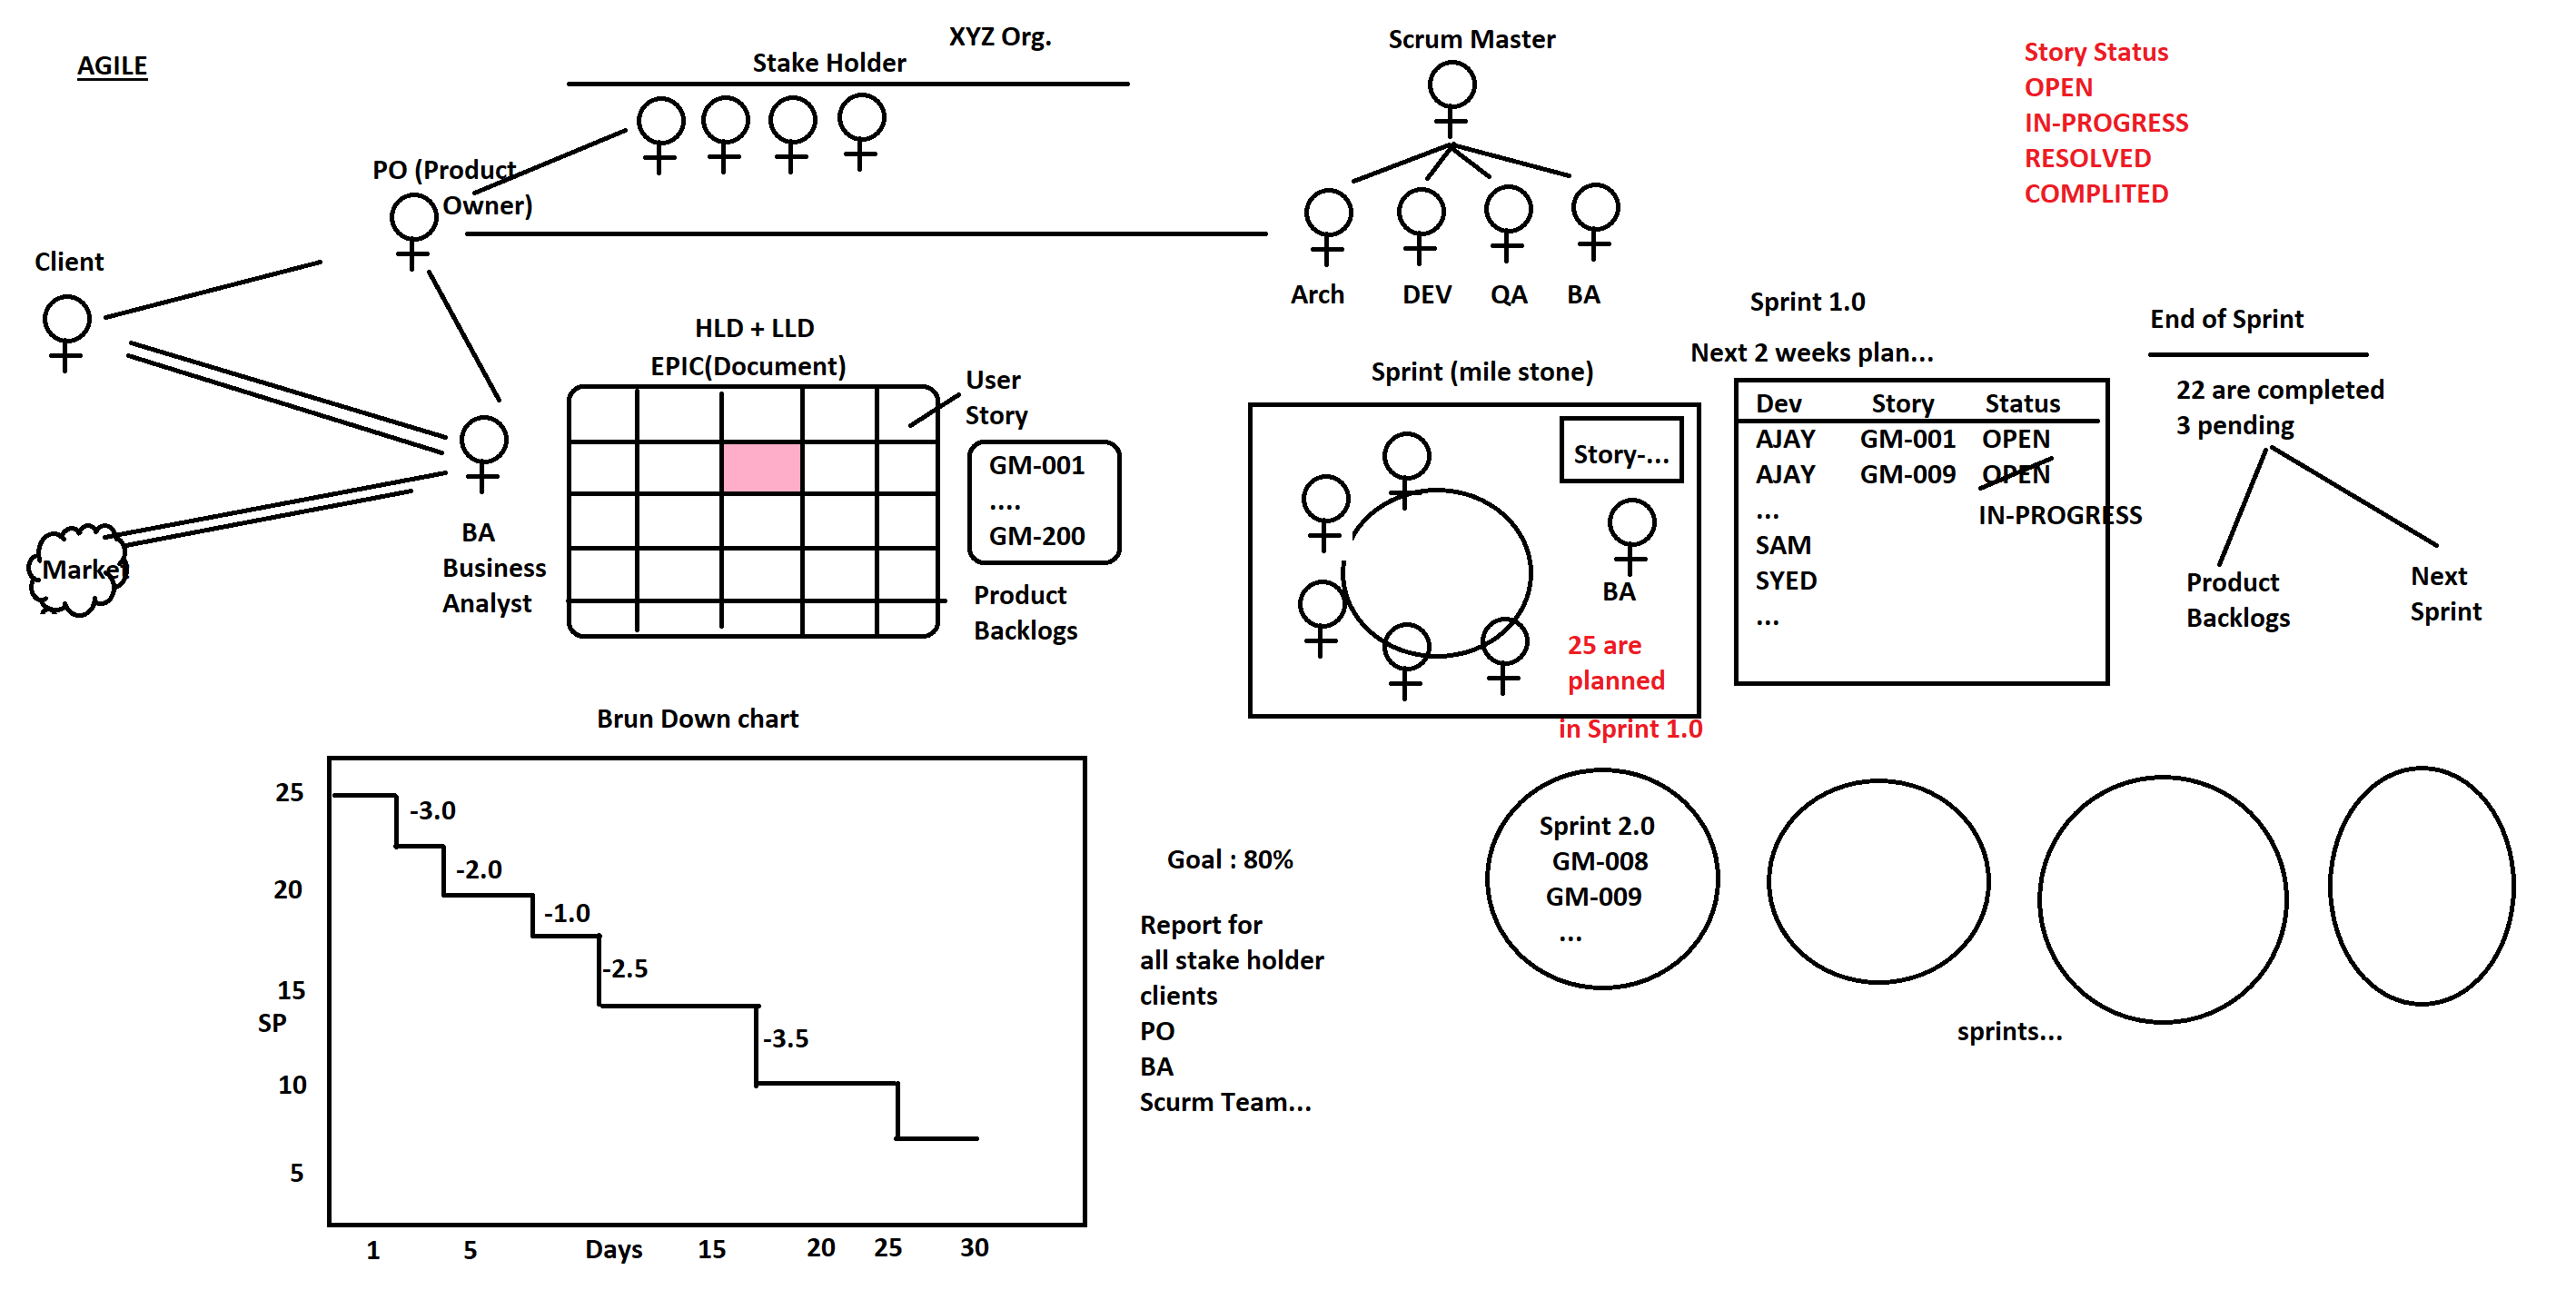 AGILE
XYZ Org.
Stake Holder
PO (Product
Owner)
Client
Market
BA
Business
Analyst
HLD + LLD
EPIC(Document)
User
Story
GM-001
....
GM-200
Product
Backlogs
Scrum Master
Arch
DEV
QA
BA
Story Status
OPEN
IN-PROGRESS
RESOLVED
COMPLITED
Sprint (mile stone)
Story-...
BA
25 are
planned
in Sprint 1.0
Sprint 1.0
Next 2 weeks plan...
Dev Story Status
AJAY GM-001 OPEN
AJAY GM-009 OPEN
... IN-PROGRESS
SAM
SYED
...
End of Sprint
22 are completed
3 pending
Product
Backlogs
Next
Sprint
Brun Down chart
25
20
15
SP
10
5
-3.0
-2.0
-1.0
-2.5
-3.5
1 5 Days 15 20 25 30
Goal : 80%
Report for
all stake holder
clients
PO
BA
Scurm Team...
Sprint 2.0
GM-008
GM-009
...
sprints...